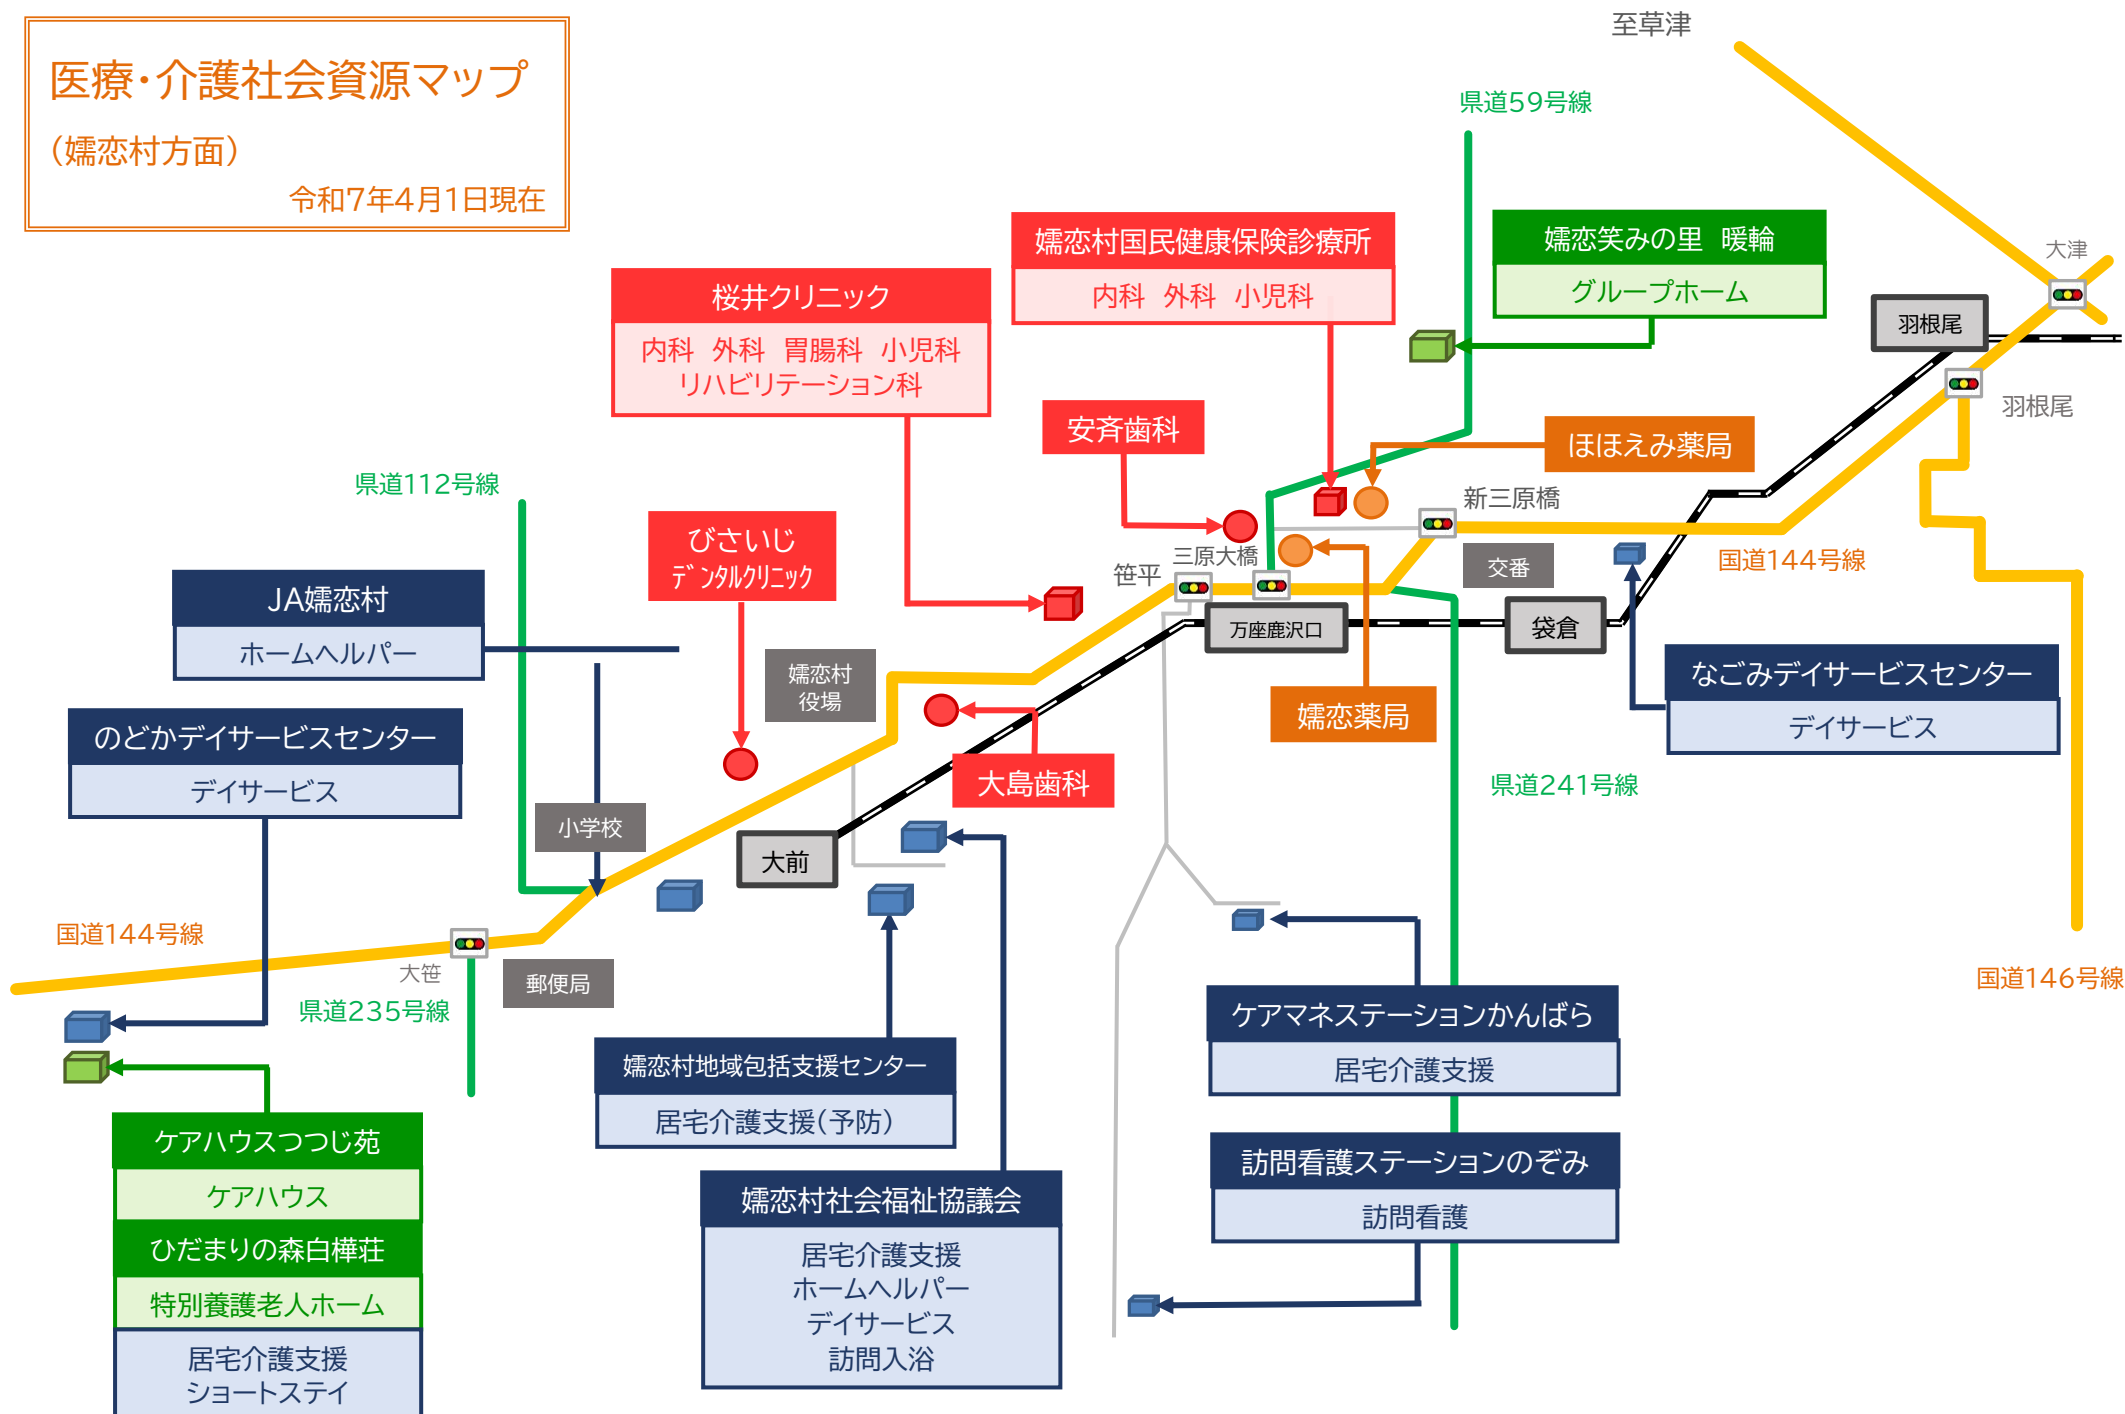 医療・介護社会資源マップ
(嬬恋村方面)
令和7年4月1日現在
至草津
県道59号線
嬬恋村国民健康保険診療所
内科 外科 小児科
嬬恋笑みの里 暖輪
グループホーム
大津
桜井クリニック
内科 外科 胃腸科 小児科
リハビリテーション科
羽根尾
羽根尾
安斉歯科
ほほえみ薬局
県道112号線
新三原橋
びさいじ
デンタルクリニック
三原大橋
笹平
交番
国道144号線
JA嬬恋村
ホームヘルパー
万座鹿沢口
袋倉
嬬恋村
役場
なごみデイサービスセンター
デイサービス
嬬恋薬局
のどかデイサービスセンター
デイサービス
大島歯科
県道241号線
小学校
大前
国道144号線
大笹
郵便局
県道235号線
国道146号線
ケアマネステーションかんばら
居宅介護支援
嬬恋村地域包括支援センター
居宅介護支援(予防)
ケアハウスつつじ苑
ケアハウス
ひだまりの森白樺荘
特別養護老人ホーム
居宅介護支援
ショートステイ
訪問看護ステーションのぞみ
訪問看護
嬬恋村社会福祉協議会
居宅介護支援
ホームヘルパー
デイサービス
訪問入浴